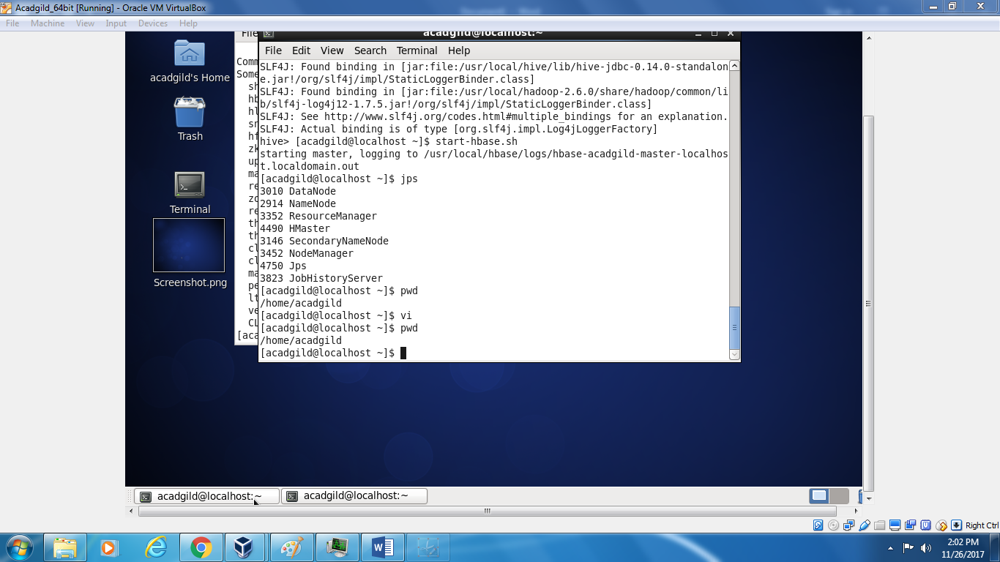 Acadgild_64bit [Running] - Oracle VM VirtualBox
File Machine View Input Devices Help
acadgild@localhost:~
File Edit View Search Terminal Help
SLF4J: Found binding in [jar:file:/usr/local/hive/lib/hive-jdbc-0.14.0-standalon
e.jar!/org/slf4j/impl/StaticLoggerBinder.class]
SLF4J: Found binding in [jar:file:/usr/local/hadoop-2.6.0/share/hadoop/common/li
b/slf4j-log4j12-1.7.5.jar!/org/slf4j/impl/StaticLoggerBinder.class]
SLF4J: See http://www.slf4j.org/codes.html#multiple_bindings for an explanation.
SLF4J: Actual binding is of type [org.slf4j.impl.Log4jLoggerFactory]
hive> [acadgild@localhost ~]$ start-hbase.sh
starting master, logging to /usr/local/hbase/logs/hbase-acadgild-master-localhos
t.localdomain.out
[acadgild@localhost ~]$ jps
3010 DataNode
2914 NameNode
3352 ResourceManager
4490 HMaster
3146 SecondaryNameNode
3452 NodeManager
4750 Jps
3823 JobHistoryServer
[acadgild@localhost ~]$ pwd
/home/acadgild
[acadgild@localhost ~]$ vi
[acadgild@localhost ~]$ pwd
/home/acadgild
[acadgild@localhost ~]$
File
Comm
Some
sh
hb
hl
sn
hf
zk
up
ma
re
zo
re
th
th
cl
cl
ma
pe
lt
ve
CL
[aca
acadgild's Home
Trash
Terminal
Screenshot.png
acadgild@localhost:~
acadgild@localhost:~
Right Ctrl
2:02 PM
11/26/2017